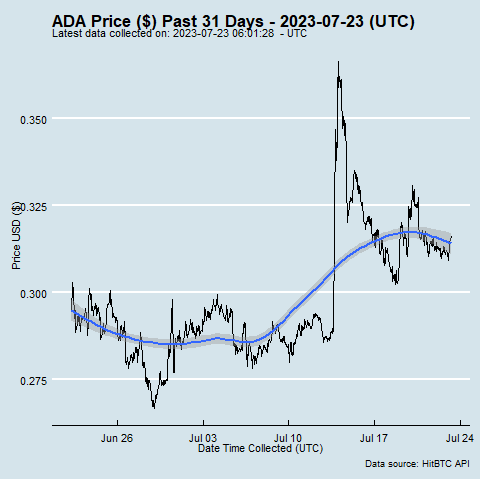 ADA Price ($) Past 31 Days - 2023-07-23 (UTC)
Latest data collected on: 2023-07-23 06:01:28 - UTC
0.350
0.325
0.300
0.275
Price USD ($)
Jun 26
Jul 03
Jul 10
Jul 17
Jul 24
Date Time Collected (UTC)
Data source: HitBTC API